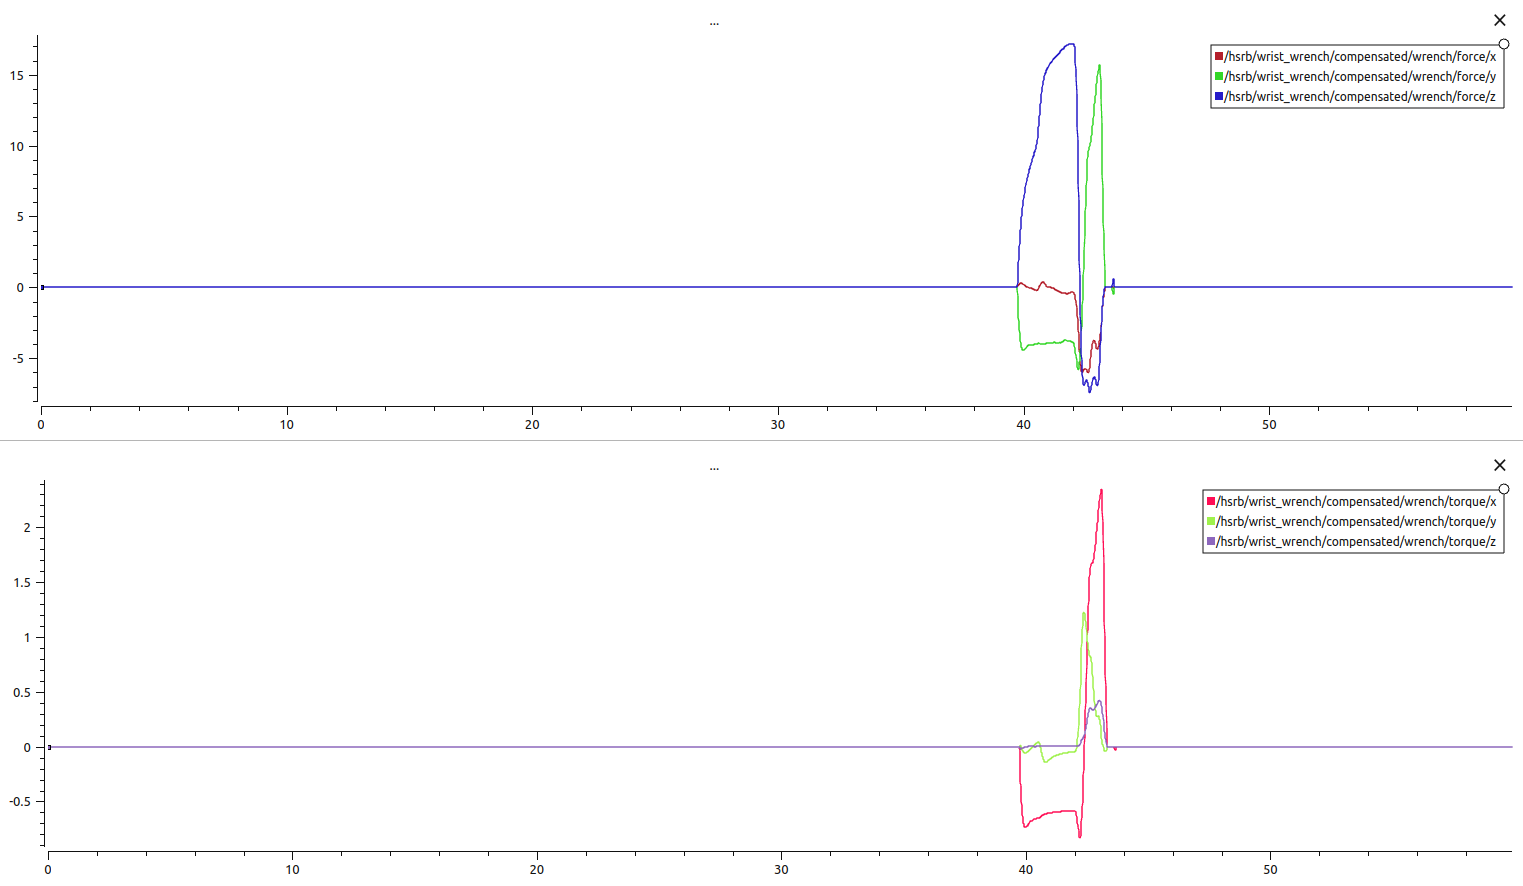 ...
/hsrb/wrist_wrench/compensated/wrench/force/x
/hsrb/wrist_wrench/compensated/wrench/force/y
/hsrb/wrist_wrench/compensated/wrench/force/z
15
10
5
0
-5
0 10 20 30 40 50
...
/hsrb/wrist_wrench/compensated/wrench/torque/x
/hsrb/wrist_wrench/compensated/wrench/torque/y
/hsrb/wrist_wrench/compensated/wrench/torque/z
2
1.5
1
0.5
0
-0.5
0 10 20 30 40 50